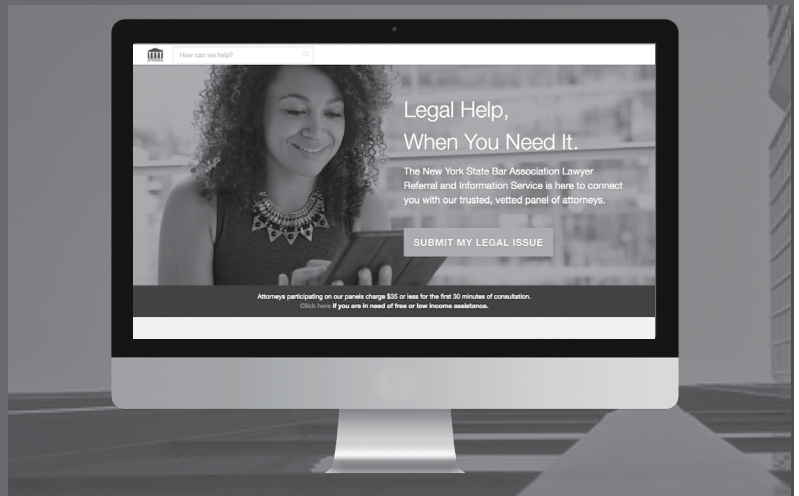 How can we help?
Legal Help,
When You Need It.
The New York State Bar Association Lawyer
Referral and Information Service is here to connect
you with our trusted, vetted panel of attorneys.
SUBMIT MY LEGAL ISSUE
Attorneys participating on our panels charge $35 or less for the first 30 minutes of consultation.
Click here if you are in need of free or low income assistance.